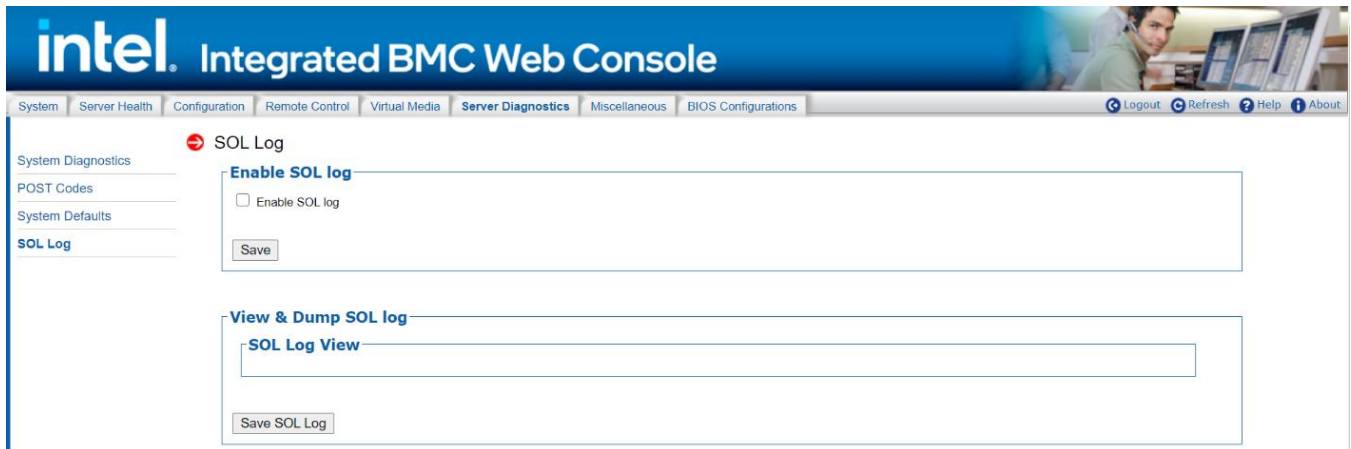 intel. Integrated BMC Web Console
System Server Health Configuration Remote Control Virtual Media Server Diagnostics Miscellaneous BIOS Configurations Logout Refresh Help About
SOL Log
System Diagnostics
POST Codes
System Defaults
SOL Log
Enable SOL log
Enable SOL log
Save
View & Dump SOL log
SOL Log View
Save SOL Log